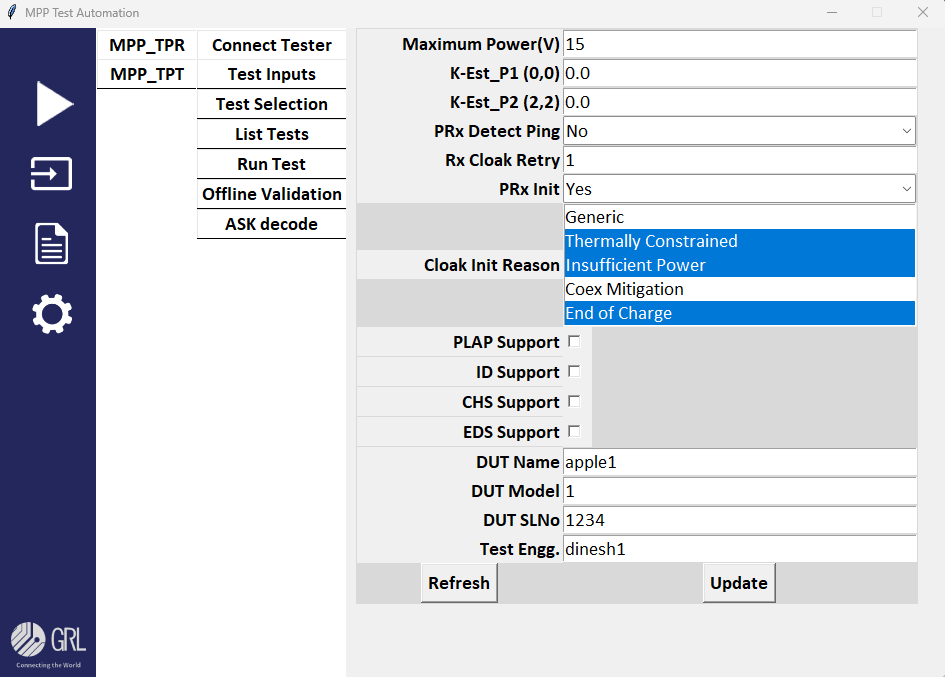 MPP Test Automation
MPP_TPR
MPP_TPT
Connect Tester
Test Inputs
Test Selection
List Tests
Run Test
Offline Validation
ASK decode
Maximum Power(V) 15
K-Est_P1 (0,0) 0.0
K-Est_P2 (2,2) 0.0
PRx Detect Ping No
Rx Cloak Retry 1
PRx Init Yes
Cloak Init Reason
Generic
Thermally Constrained
Insufficient Power
Coex Mitigation
End of Charge
PLAP Support
ID Support
CHS Support
EDS Support
DUT Name apple1
DUT Model 1
DUT SLNo 1234
Test Engg. dinesh1
Refresh Update
GRL
Connecting the World